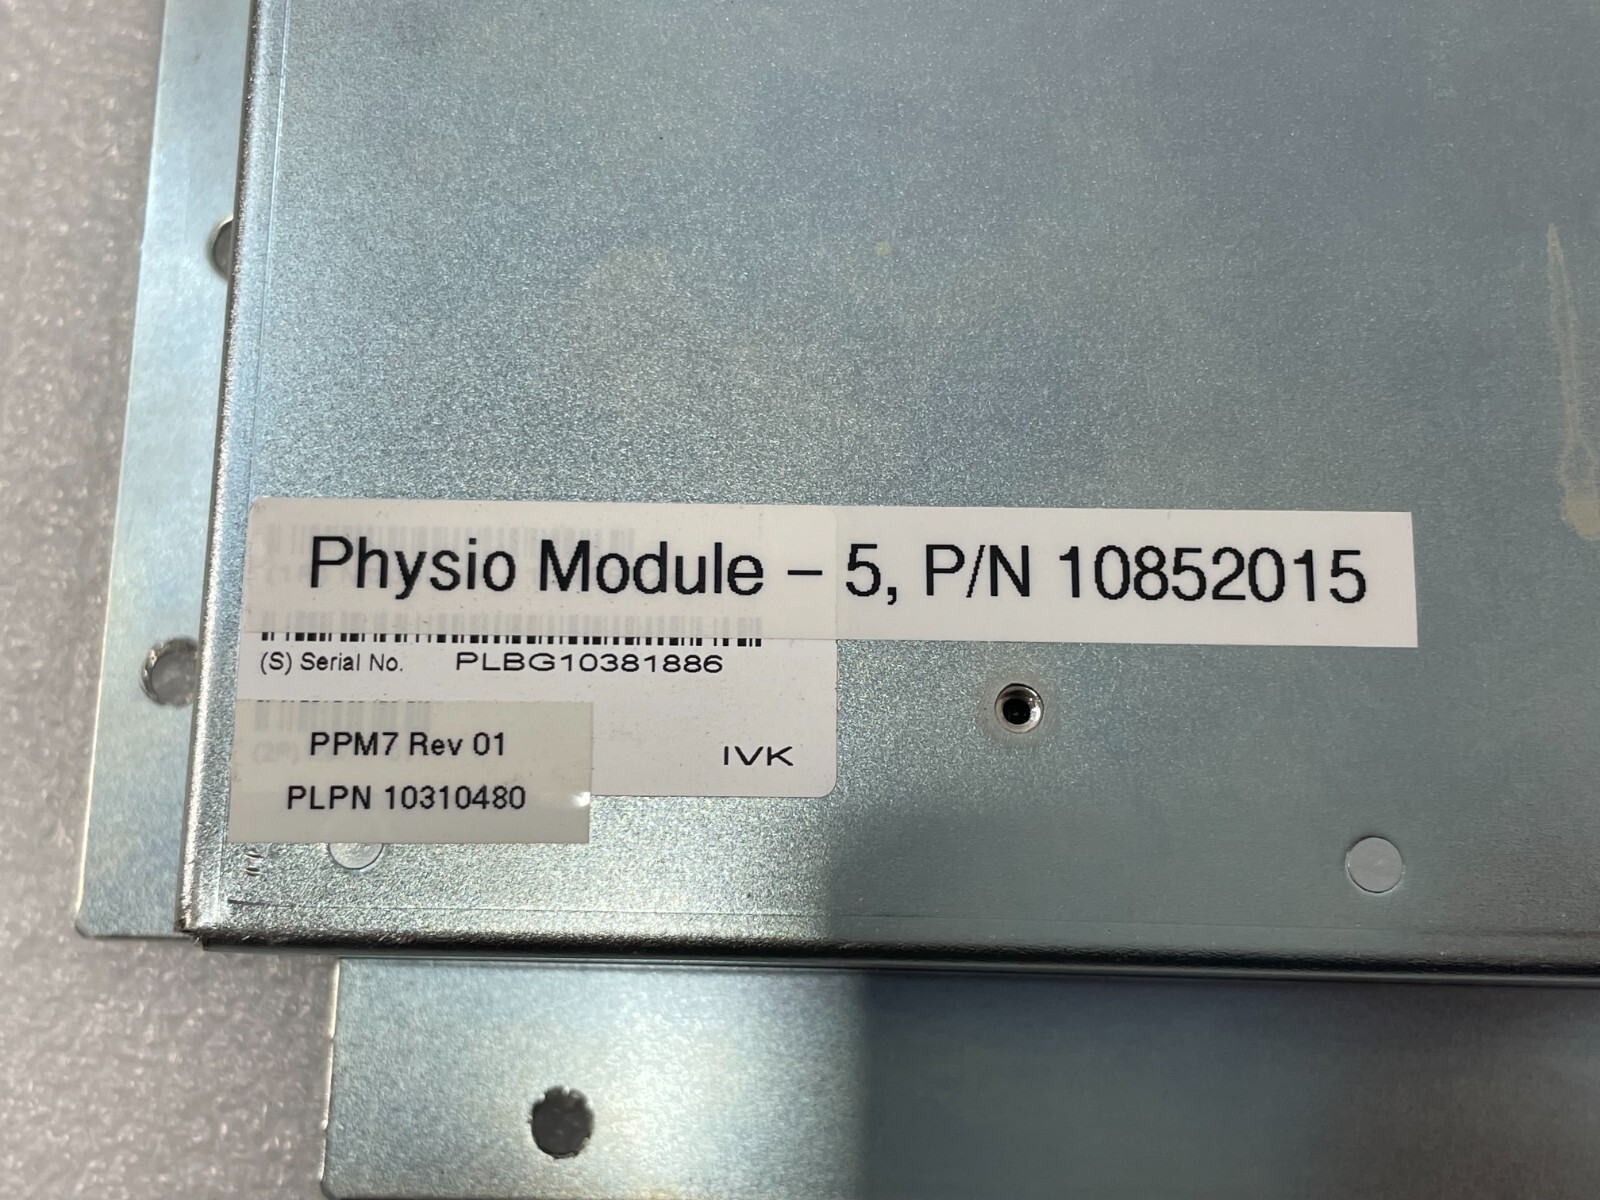 Physio Module – 5, P/N 10852015
(S) Serial No. PLBG10381886
PPM7 Rev 01
IVK
PLPN 10310480